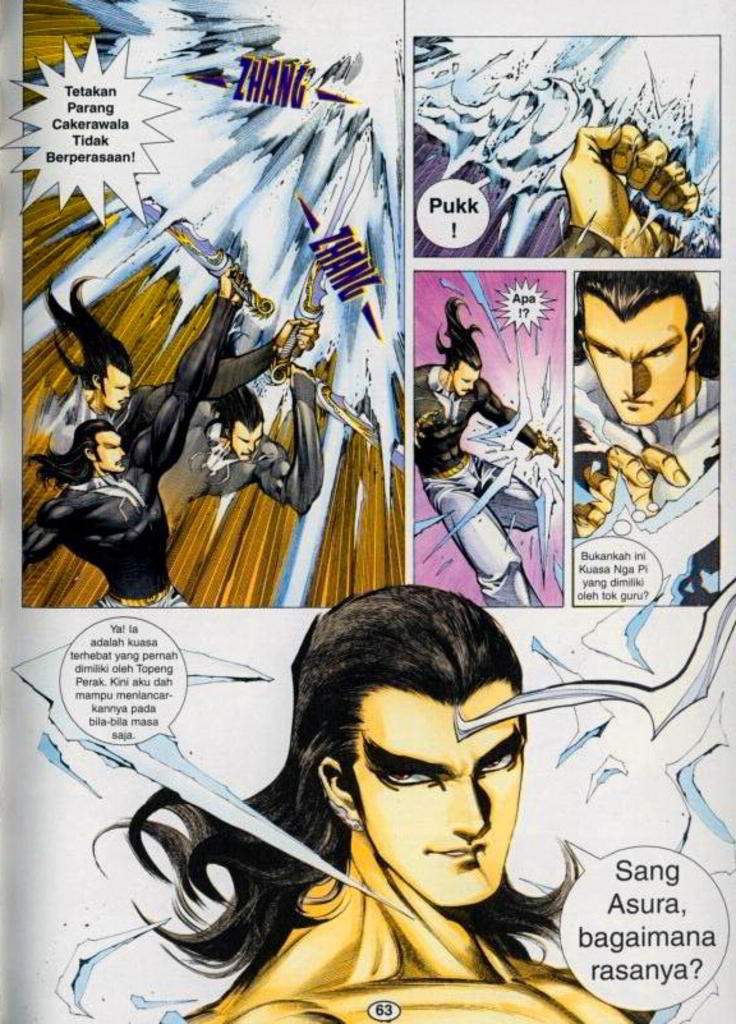 Tetakan
Parang
Cakerawala
Tidak
Berperasaan!
ZHANG
ZHANG
Pukk
!
Apa
!?
Bukankah ini
Kuasa Nga Pi
yang dimiliki
oleh tok guru?
Ya! Ia
adalah kuasa
terhebat yang pernah
dimiliki oleh Topeng
Perak. Kini aku dah
mampu menlancar-
kannya pada
bila-bila masa
saja.
Sang
Asura,
bagaimana
rasanya?
63